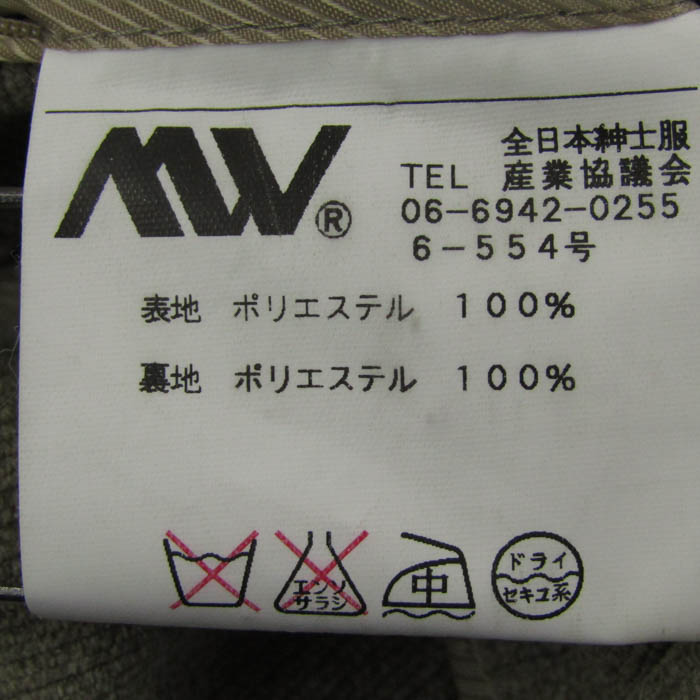 MW®
全日本紳士服
TEL 産業協議会
06-6942-0255
6-554号
表地 ポリエステル 100%
裏地 ポリエステル 100%
エンソ
サラシ
中
ドライ
セキユ系